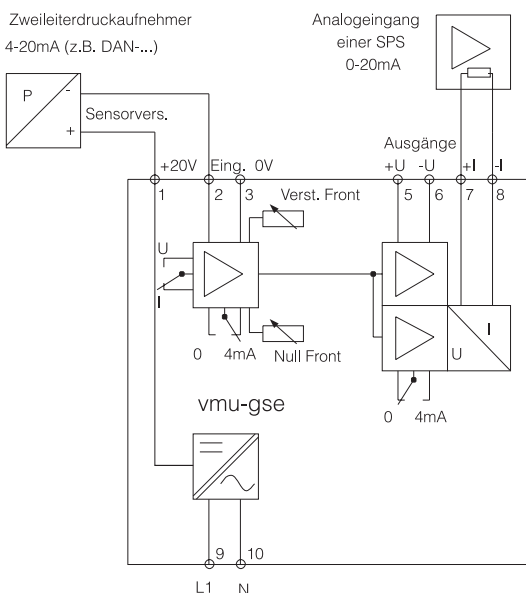 Zweileiterdruckaufnehmer
4-20mA (z.B. DAN-...)
Analogeingang
einer SPS
0-20mA
P
-
+
Sensorvers.
Ausgänge
+20V Eing. 0V
+U -U +I -I
1 2 3 Verst. Front 5 6 7 8
U
I
0 4mA Null Front
U I
0 4mA
vmu-gse
9 10
L1 N